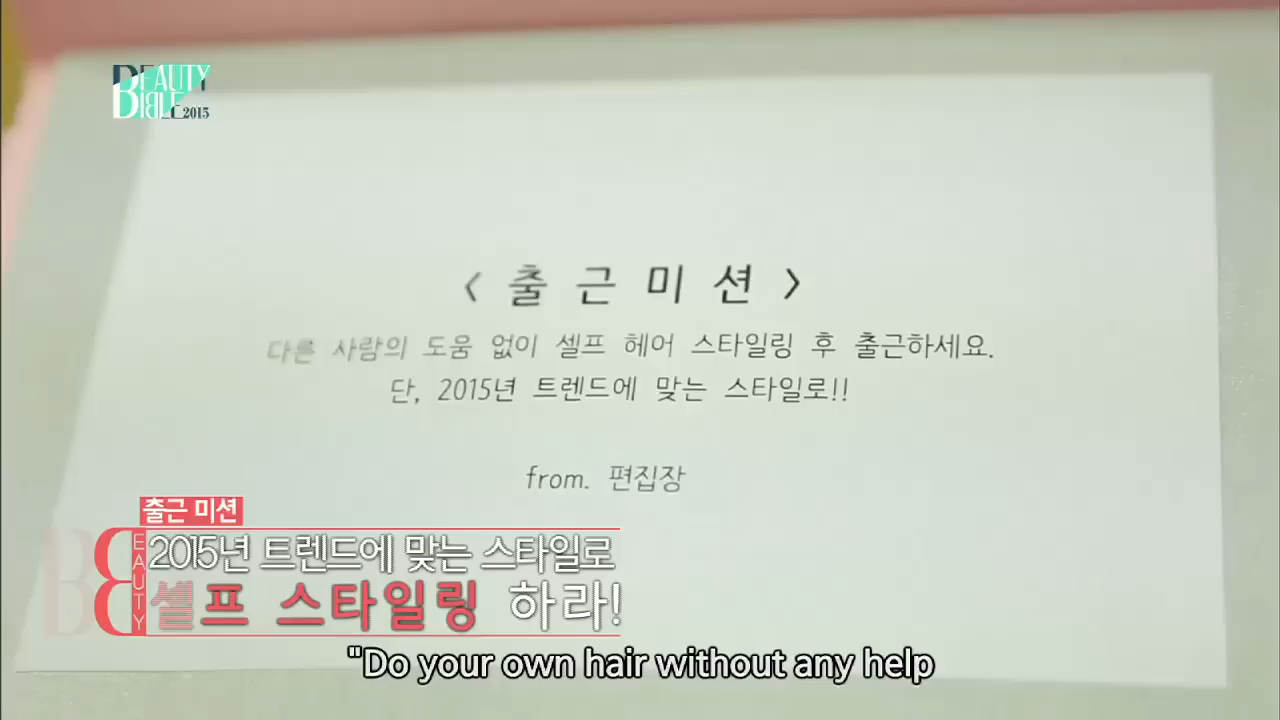 BEAUTY
BIBLE 2015
< 출 근 미 션 >
다른 사람의 도움 없이 셀프 헤어 스타일링 후 출근하세요.
단, 2015년 트렌드에 맞는 스타일로!!
from. 편집장
출근 미션
BEAUTY
2015년 트렌드에 맞는 스타일로
셀프 스타일링 하라!
"Do your own hair without any help